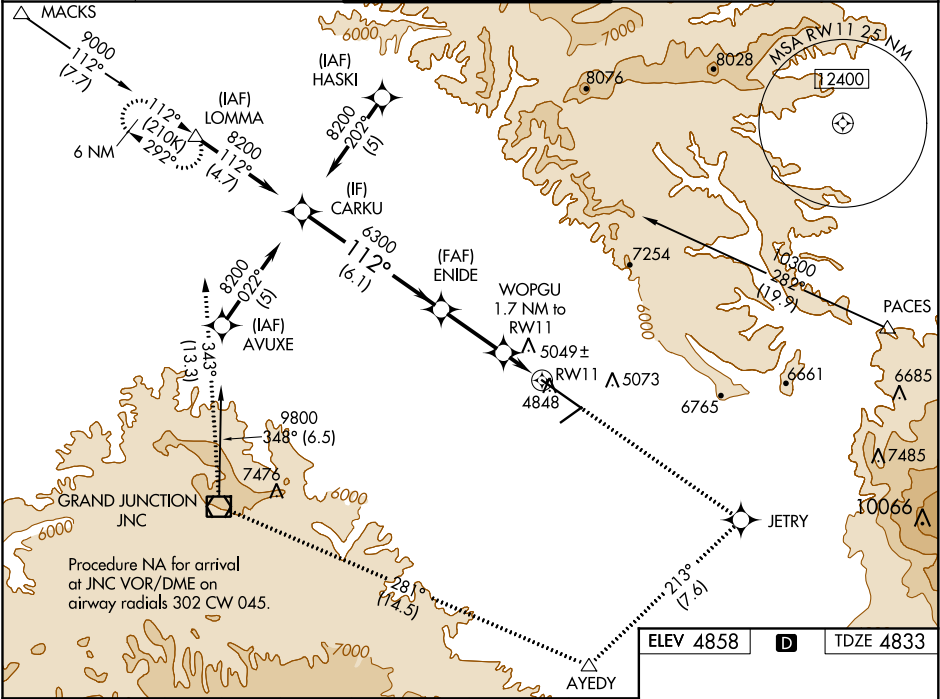 MACKS
9000
112°
(7.7)
(IAF)
HASKI
8200
202°
(5)
7000
8076
8028
MSA RW11 25 NM
12400
(IAF)
LOMMA
112°
(210K)
292°
6 NM
8200
112°
(4.7)
(IF)
CARKU
6300
112°
(6.1)
(FAF)
ENIDE
WOPGU
1.7 NM to
RW11
5049±
RW11
4848
5073
7254
6000
10300
282°
(19.9)
PACES
6661
6765
6685
7485
10066
8200
022°
(5)
(IAF)
AVUXE
343°
(13.3)
9800
348° (6.5)
7476
6000
6000
GRAND JUNCTION
JNC
Procedure NA for arrival
at JNC VOR/DME on
airway radials 302 CW 045.
JETRY
213°
(7.6)
281°
(14.5)
7000
AYEDY
ELEV 4858
D
TDZE 4833